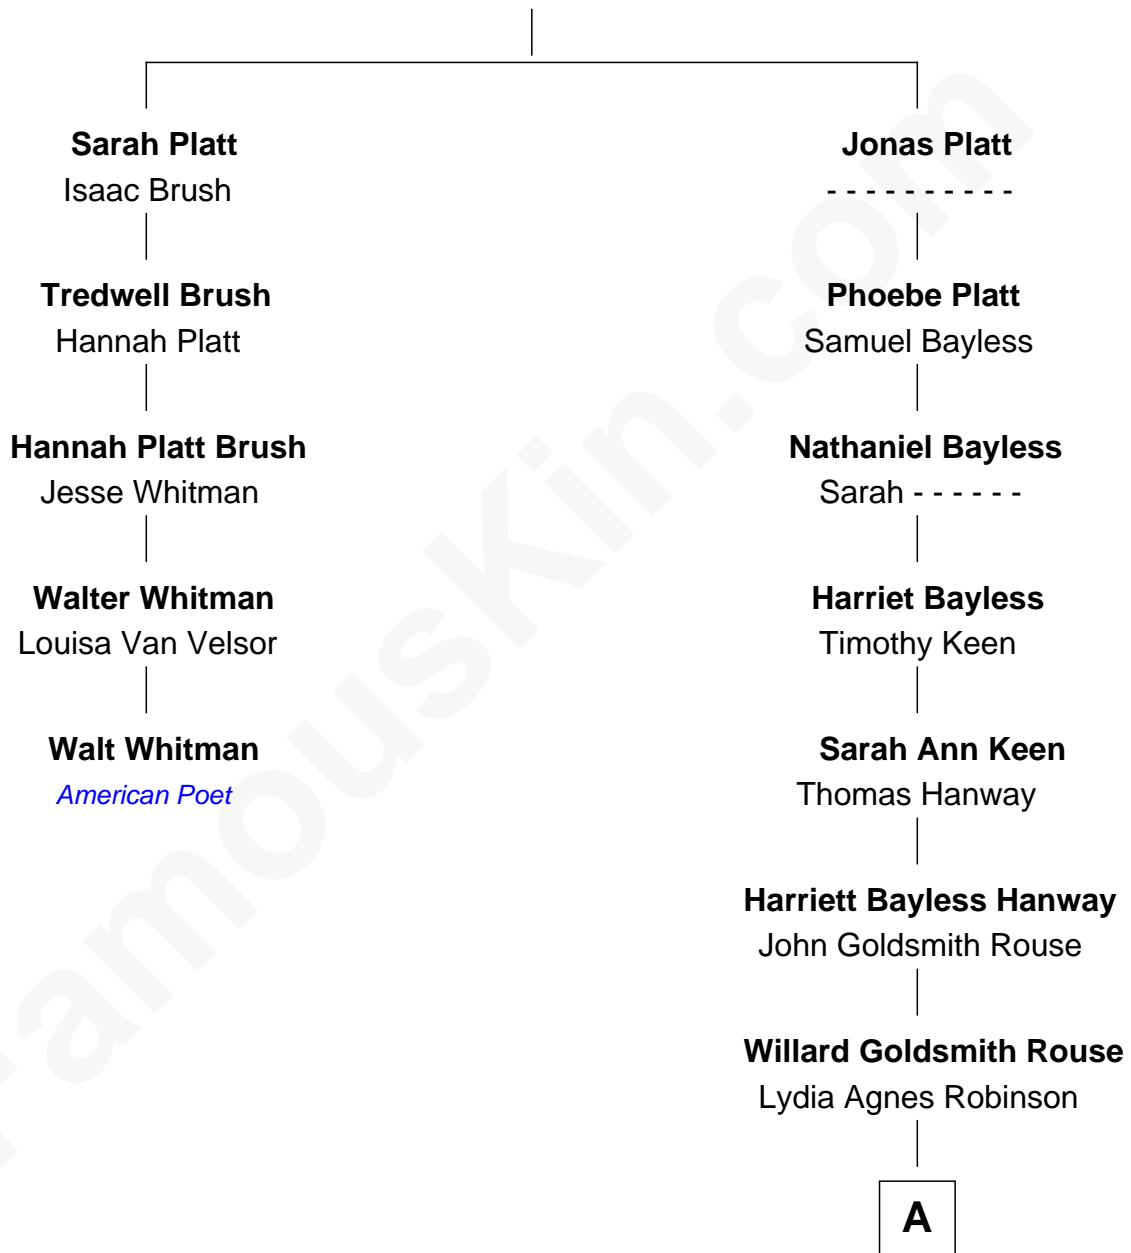 Sarah Platt
Isaac Brush
Tredwell Brush
Hannah Platt
Hannah Platt Brush
Jesse Whitman
Walter Whitman
Louisa Van Velsor
Walt Whitman
American Poet
Jonas Platt
- - - - - - - - - -
Phoebe Platt
Samuel Bayless
Nathaniel Bayless
Sarah - - - - - -
Harriet Bayless
Timothy Keen
Sarah Ann Keen
Thomas Hanway
Harriett Bayless Hanway
John Goldsmith Rouse
Willard Goldsmith Rouse
Lydia Agnes Robinson
A
FamousKin.com